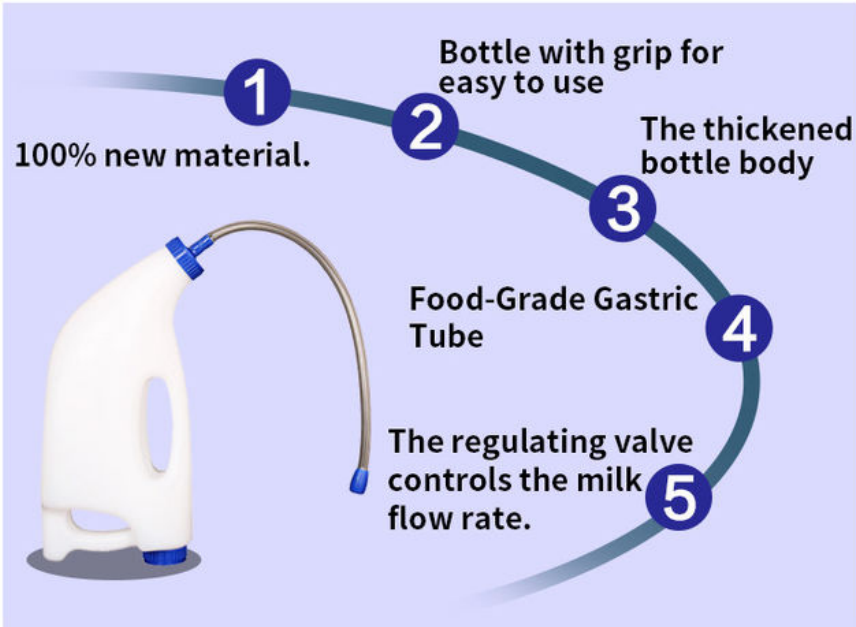 1
100% new material.
2
Bottle with grip for
easy to use
3
The thickened
bottle body
4
Food-Grade Gastric
Tube
5
The regulating valve
controls the milk
flow rate.